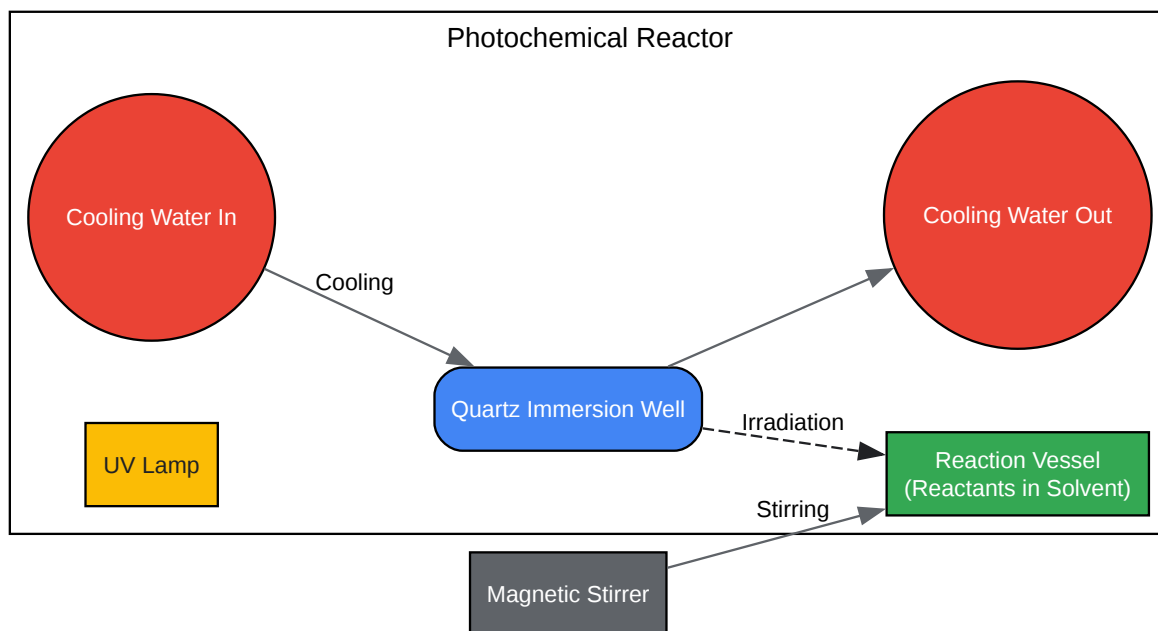 Photochemical Reactor
Cooling Water In
Cooling Water Out
Cooling
Quartz Immersion Well
Irradiation
UV Lamp
Reaction Vessel
(Reactants in Solvent)
Stirring
Magnetic Stirrer